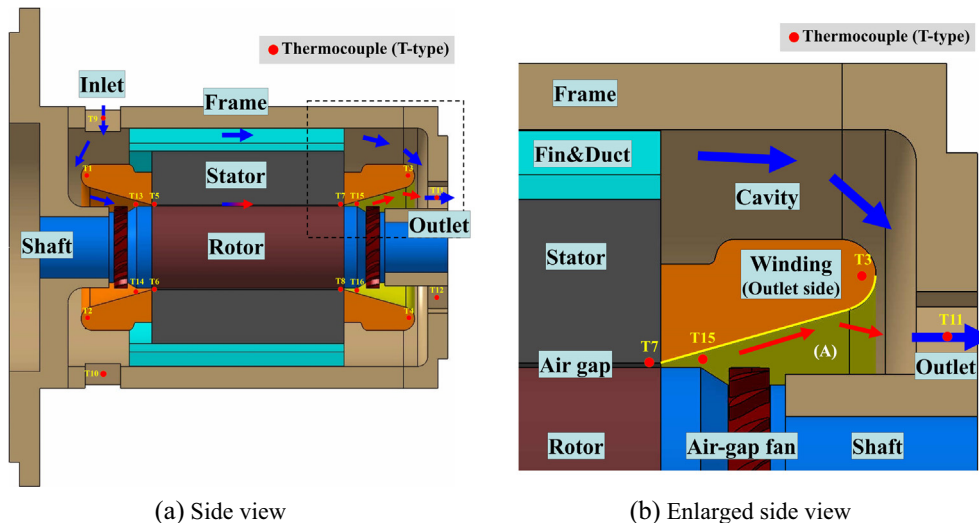 Thermocouple (T-type)
Inlet
T9
Frame
T1
T3
Stator
T13
T5
T7
T15
T11
Outlet
Shaft
Rotor
T14
T6
T8
T16
T12
T2
T4
T10
(a) Side view
Thermocouple (T-type)
Frame
Fin&Duct
Cavity
Stator
Winding
(Outlet side)
T3
T11
T15
(A)
T7
Air gap
Outlet
Rotor
Air-gap fan
Shaft
(b) Enlarged side view